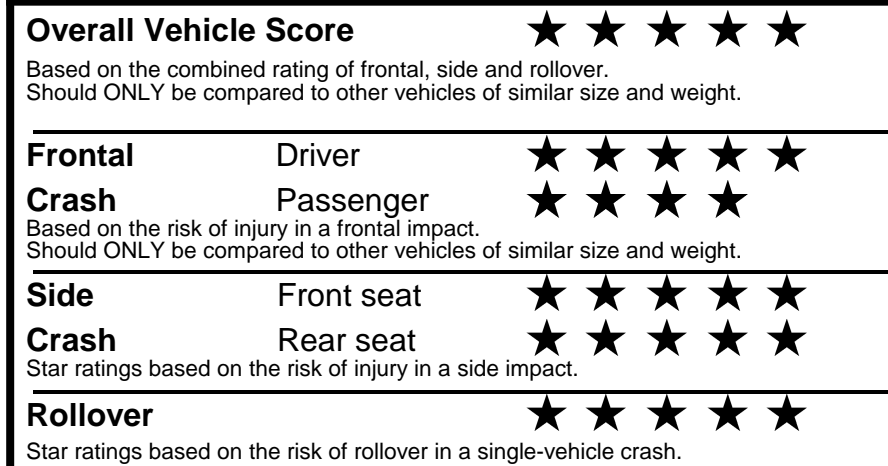 Overall Vehicle Score ★ ★ ★ ★ ★
Based on the combined rating of frontal, side and rollover.
Should ONLY be compared to other vehicles of similar size and weight.
Frontal Driver ★ ★ ★ ★ ★
Crash Passenger ★ ★ ★ ★
Based on the risk of injury in a frontal impact.
Should ONLY be compared to other vehicles of similar size and weight.
Side Front seat ★ ★ ★ ★ ★
Crash Rear seat ★ ★ ★ ★ ★
Star ratings based on the risk of injury in a side impact.
Rollover ★ ★ ★ ★ ★
Star ratings based on the risk of rollover in a single-vehicle crash.